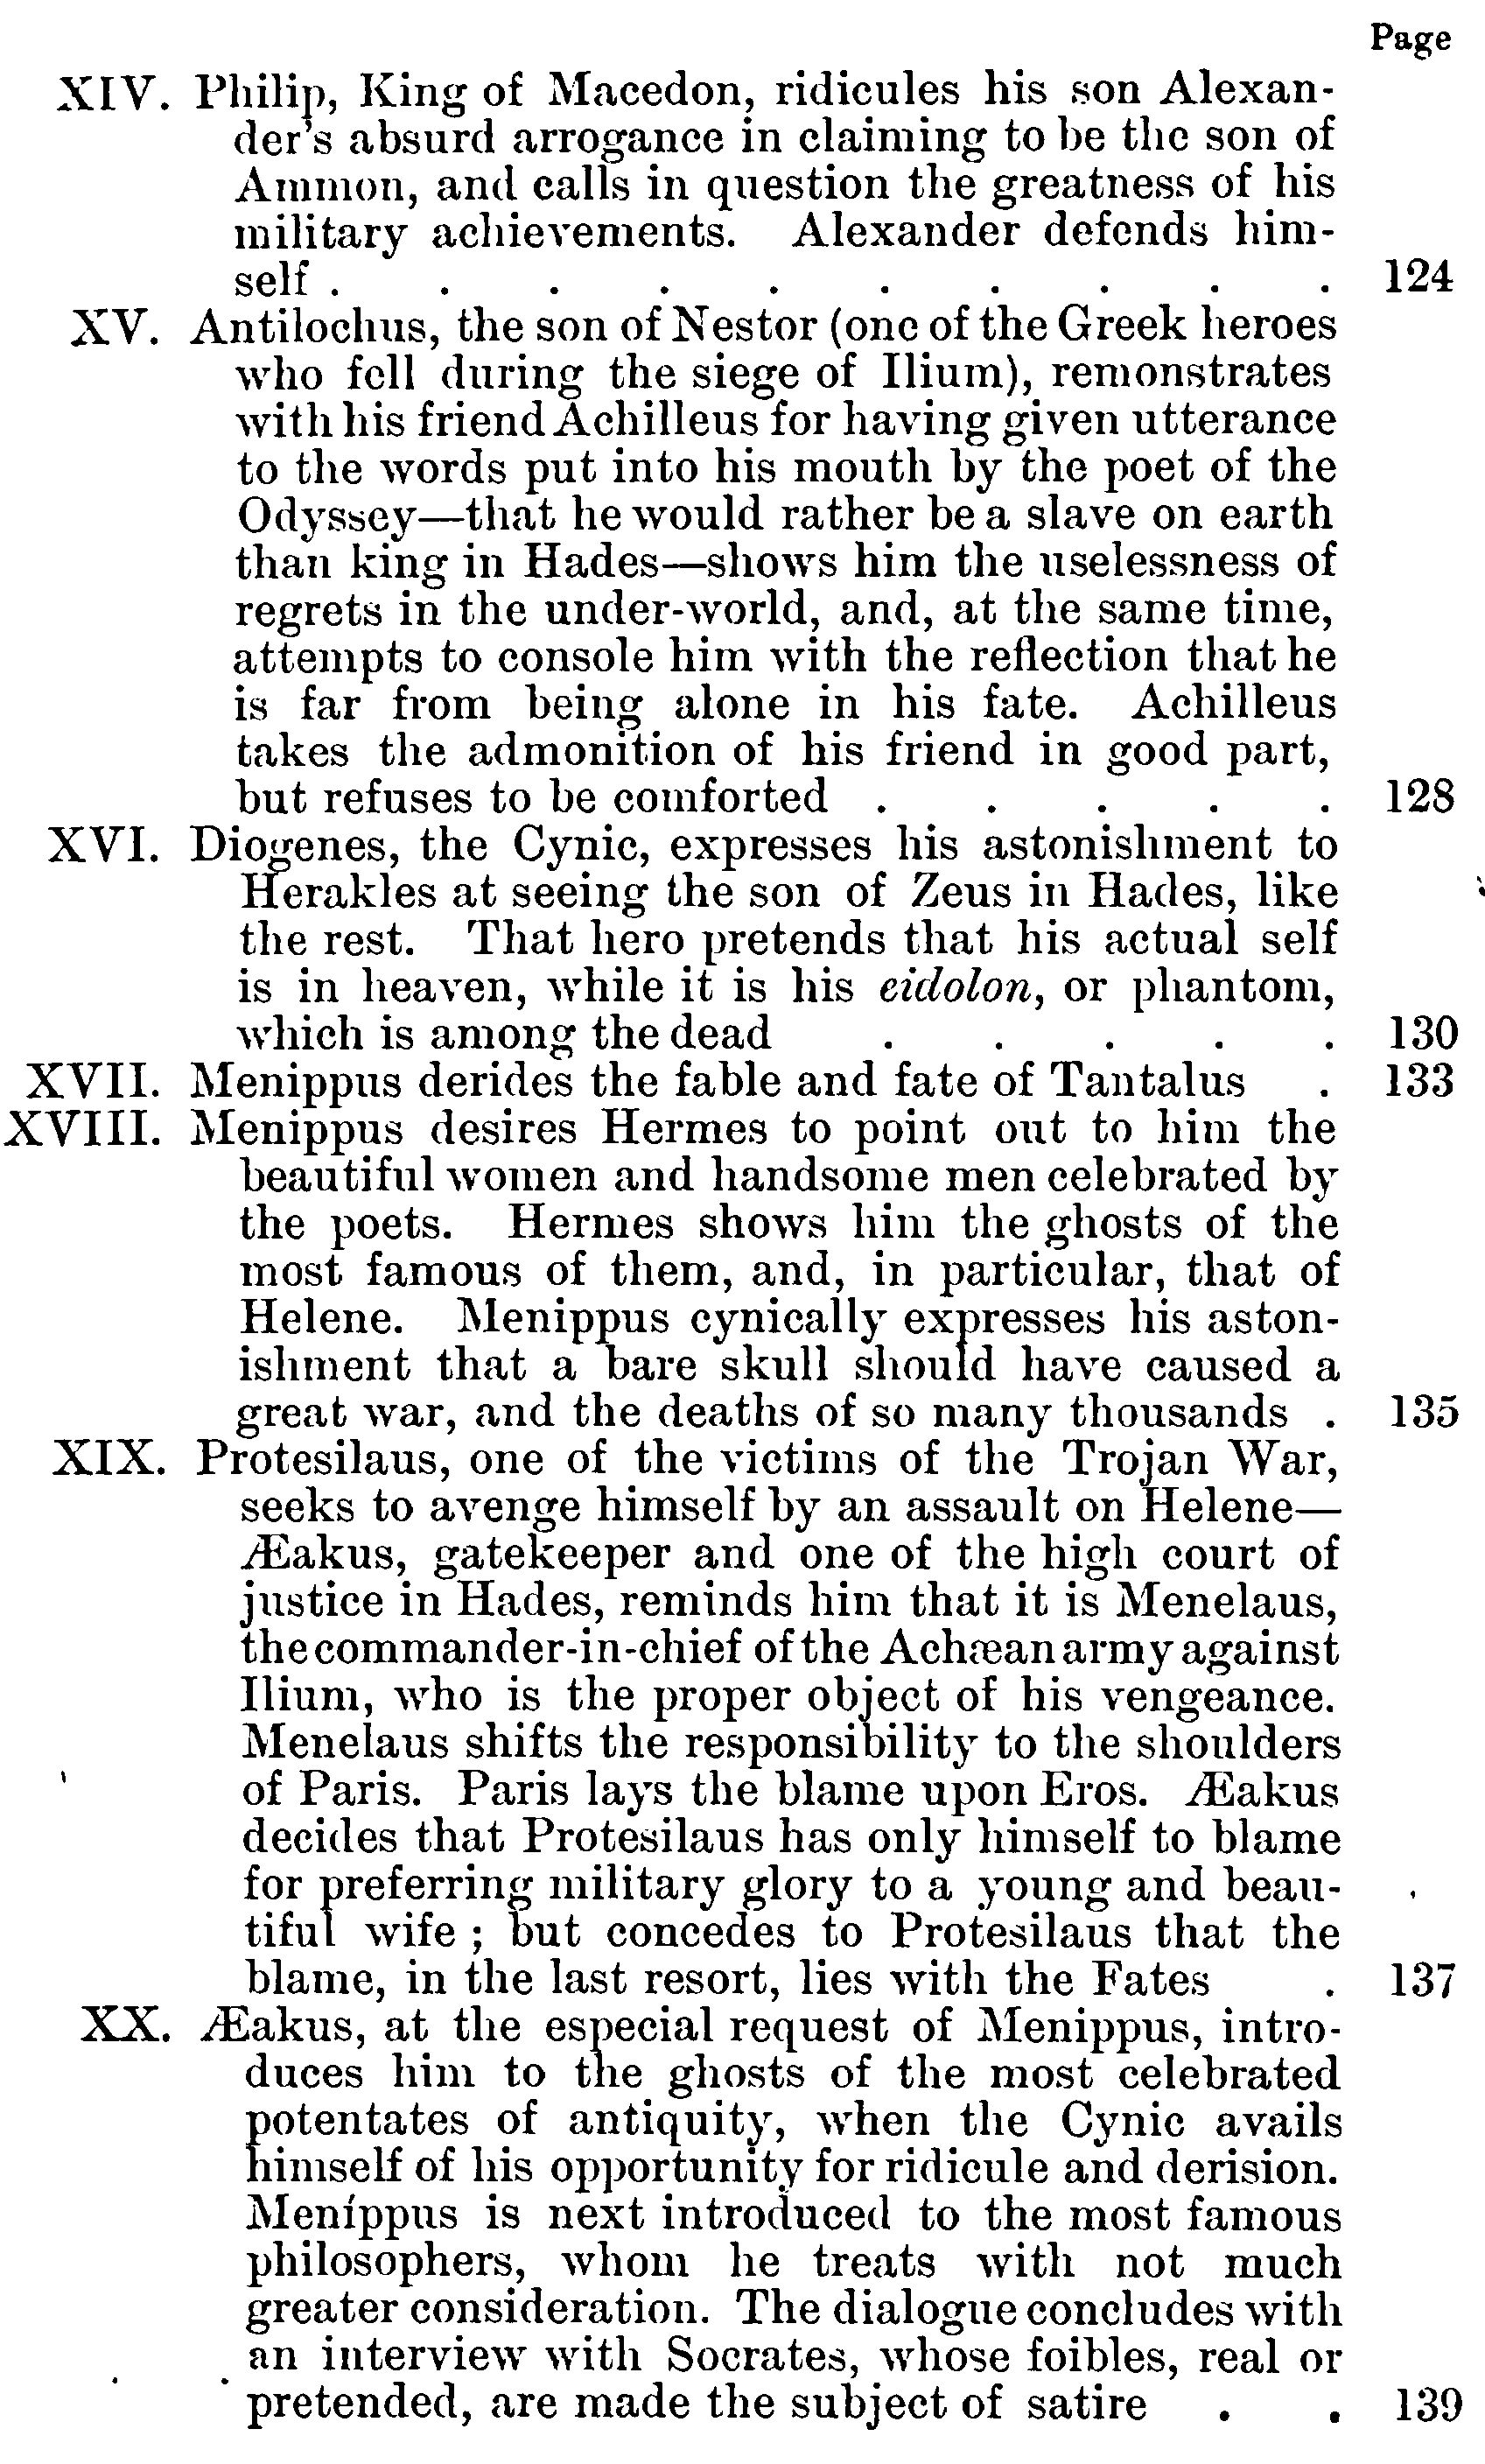 Page
XIV. Philip, King of Macedon, ridicules his son Alexan-
der's absurd arrogance in claiming to be the son of
Ammon, and calls in question the greatness of his
military achievements. Alexander defends him-
self . . . . . . . . . . 124
XV. Antilochus, the son of Nestor (one of the Greek heroes
who fell during the siege of Ilium), remonstrates
with his friend Achilleus for having given utterance
to the words put into his mouth by the poet of the
Odyssey—that he would rather be a slave on earth
than king in Hades—shows him the uselessness of
regrets in the under-world, and, at the same time,
attempts to console him with the reflection that he
is far from being alone in his fate. Achilleus
takes the admonition of his friend in good part,
but refuses to be comforted . . . . . 128
XVI. Diogenes, the Cynic, expresses his astonishment to
Herakles at seeing the son of Zeus in Hades, like
the rest. That hero pretends that his actual self
is in heaven, while it is his eidolon, or phantom,
which is among the dead . . . . . 130
XVII. Menippus derides the fable and fate of Tantalus . 133
XVIII. Menippus desires Hermes to point out to him the
beautiful women and handsome men celebrated by
the poets. Hermes shows him the ghosts of the
most famous of them, and, in particular, that of
Helene. Menippus cynically expresses his aston-
ishment that a bare skull should have caused a
great war, and the deaths of so many thousands . 135
XIX. Protesilaus, one of the victims of the Trojan War,
seeks to avenge himself by an assault on Helene—
Æakus, gatekeeper and one of the high court of
justice in Hades, reminds him that it is Menelaus,
the commander-in-chief of the Achæan army against
Ilium, who is the proper object of his vengeance.
Menelaus shifts the responsibility to the shoulders
of Paris. Paris lays the blame upon Eros. Æakus
decides that Protesilaus has only himself to blame
for preferring military glory to a young and beau-
tiful wife ; but concedes to Protesilaus that the
blame, in the last resort, lies with the Fates . 137
XX. Æakus, at the especial request of Menippus, intro-
duces him to the ghosts of the most celebrated
potentates of antiquity, when the Cynic avails
himself of his opportunity for ridicule and derision.
Menippus is next introduced to the most famous
philosophers, whom he treats with not much
greater consideration. The dialogue concludes with
an interview with Socrates, whose foibles, real or
pretended, are made the subject of satire . . 139